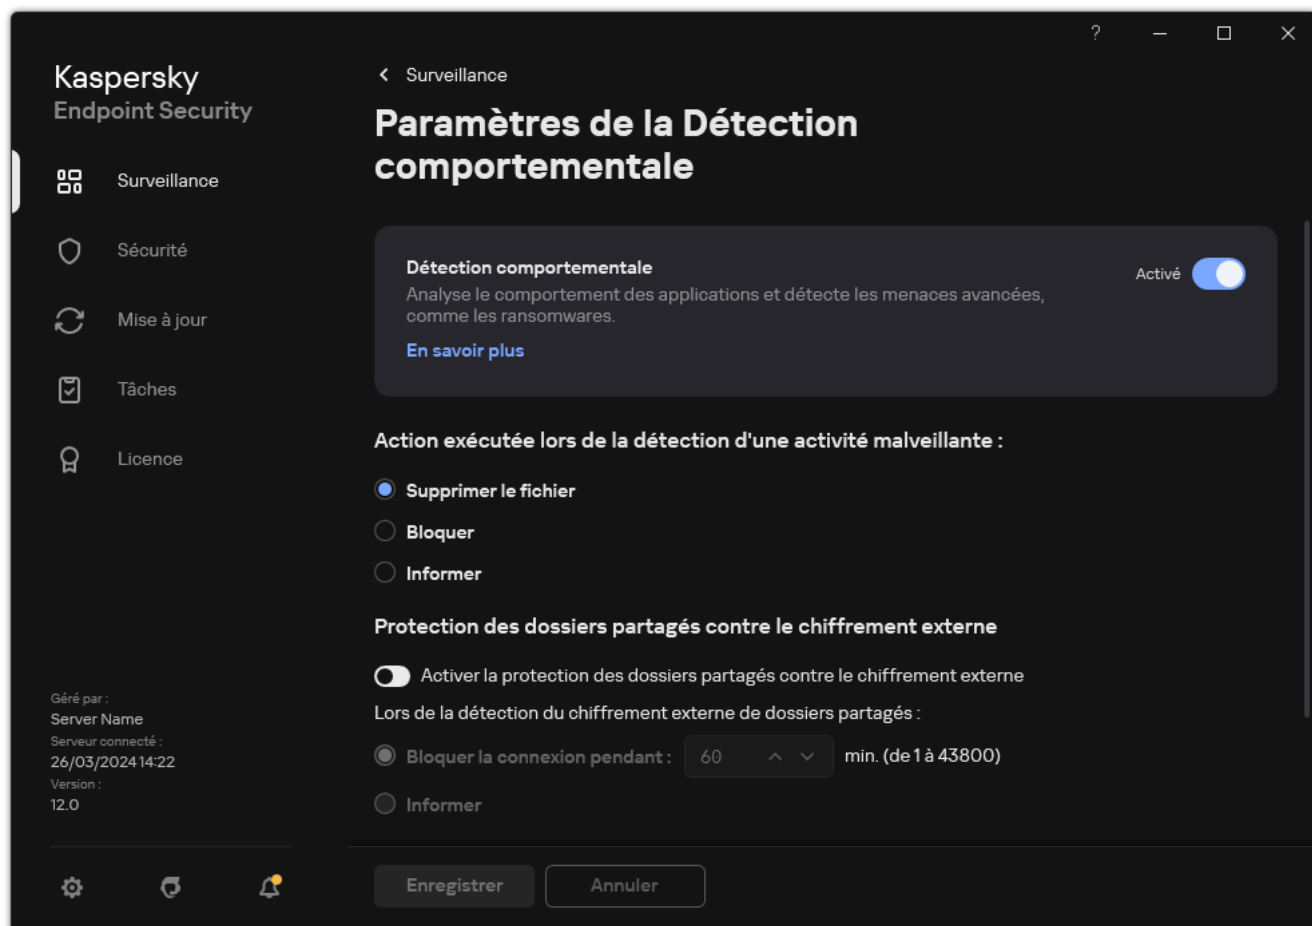 ?
Kaspersky
Endpoint Security
Surveillance
Sécurité
Mise à jour
Tâches
Licence
Géré par :
Server Name
Serveur connecté :
26/03/2024 14:22
Version :
12.0
Surveillance
Paramètres de la Détection
comportementale
Détection comportementale
Activé
Analyse le comportement des applications et détecte les menaces avancées,
comme les ransomwares.
En savoir plus
Action exécutée lors de la détection d'une activité malveillante :
Supprimer le fichier
Bloquer
Informer
Protection des dossiers partagés contre le chiffrement externe
Activer la protection des dossiers partagés contre le chiffrement externe
Lors de la détection du chiffrement externe de dossiers partagés :
Bloquer la connexion pendant : 60 min. (de 1 à 43800)
Informer
Enregistrer
Annuler